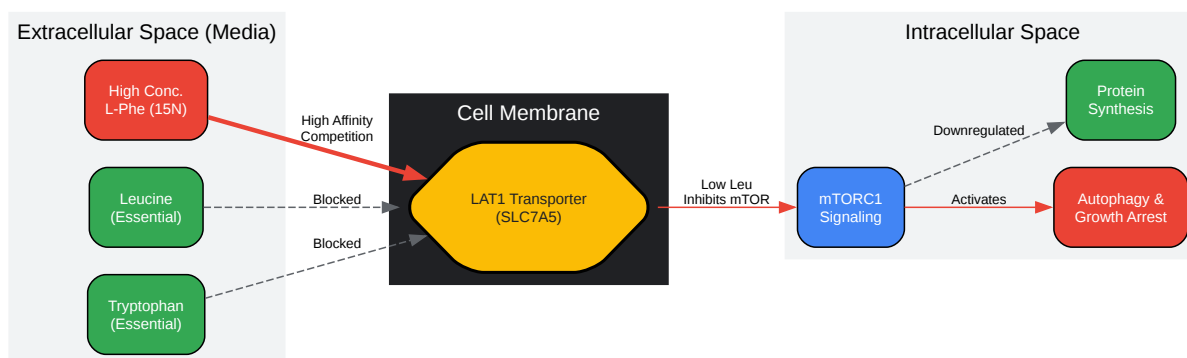 Extracellular Space (Media)
High Conc.
L-Phe (15N)
Leucine
(Essential)
Tryptophan
(Essential)
High Affinity
Competition
Blocked
Blocked
Cell Membrane
LAT1 Transporter
(SLC7A5)
Low Leu
Inhibits mTOR
Intracellular Space
mTORC1
Signaling
Downregulated
Activates
Protein
Synthesis
Autophagy &
Growth Arrest